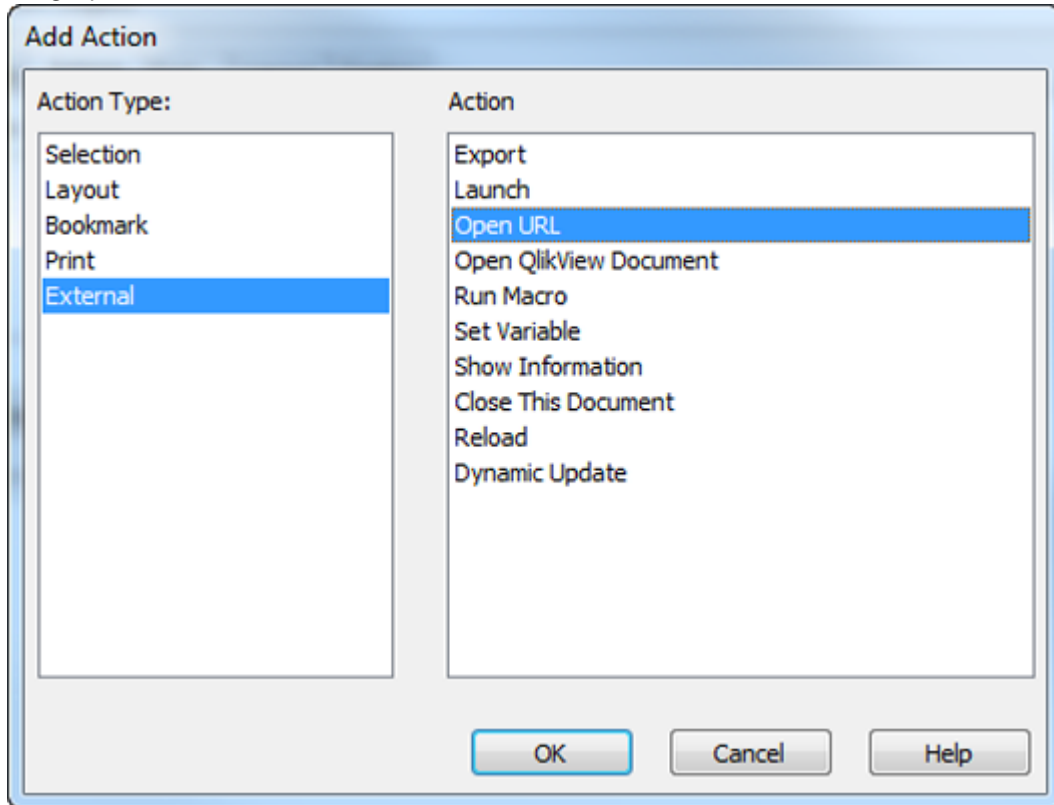 Add Action
Action Type:
Selection
Layout
Bookmark
Print
External
Action
Export
Launch
Open URL
Open QlikView Document
Run Macro
Set Variable
Show Information
Close This Document
Reload
Dynamic Update
OK
Cancel
Help